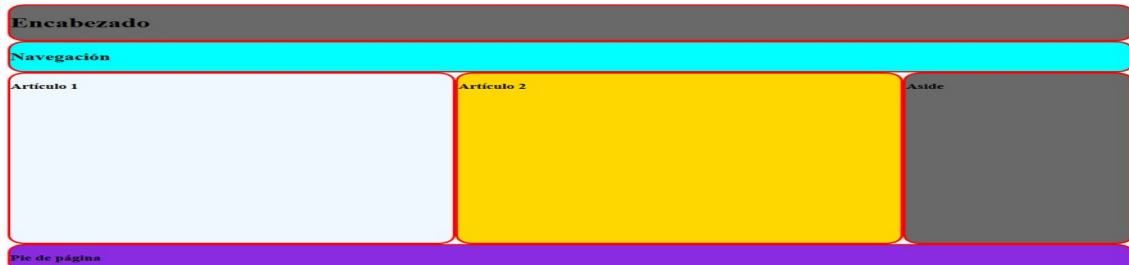 Encabezado
Navegación
Artículo 1
Artículo 2
Aside
Pie de página